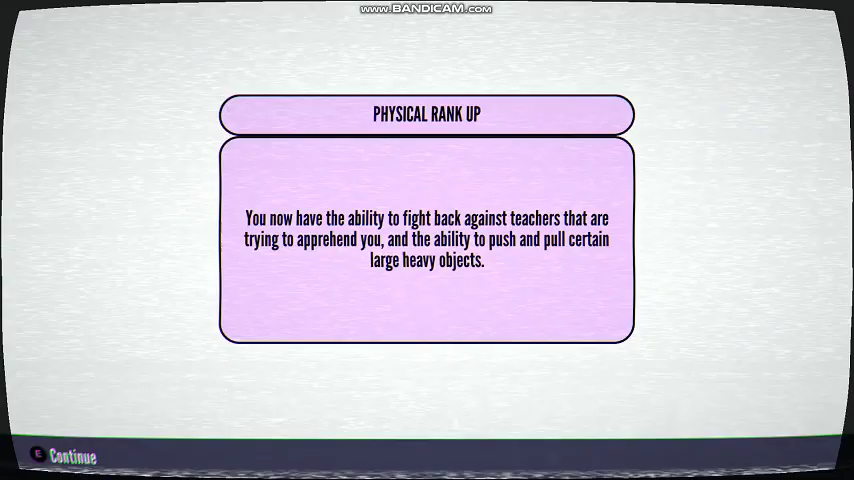 www.BANDICAM.com
PHYSICAL RANK UP
You now have the ability to fight back against teachers that are
trying to apprehend you, and the ability to push and pull certain
large heavy objects.
E Continue